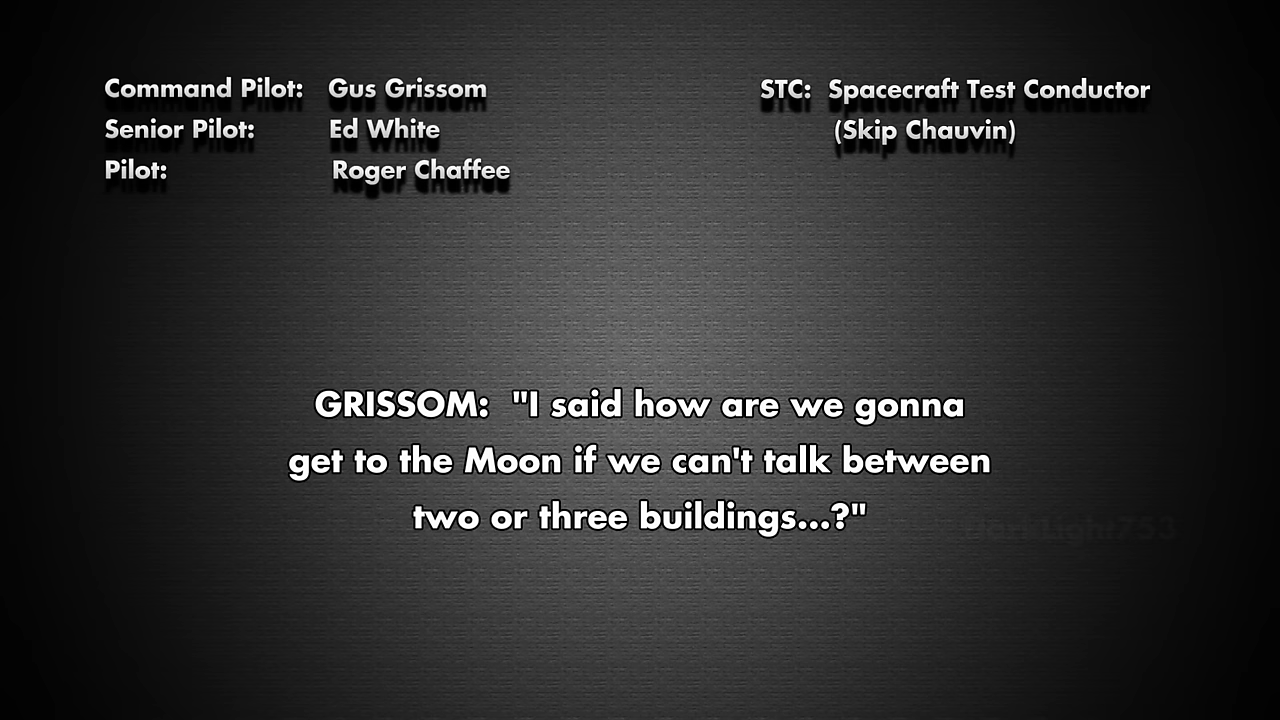 Command Pilot: Gus Grissom
Senior Pilot: Ed White
Pilot: Roger Chaffee
STC: Spacecraft Test Conductor
(Skip Chauvin)
GRISSOM: "I said how are we gonna
get to the Moon if we can't talk between
two or three buildings...?"